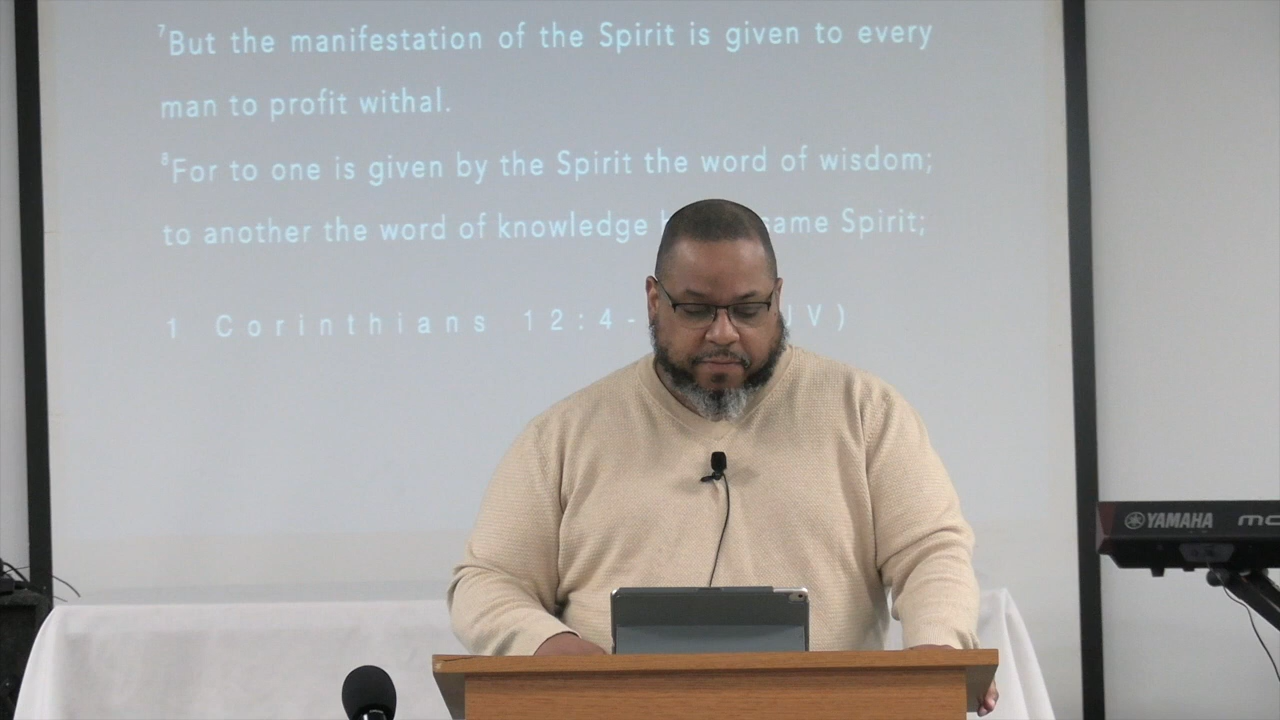 7But the manifestation of the Spirit is given to every
man to profit withal.
8For to one is given by the Spirit the word of wisdom;
to another the word of knowledge same Spirit;
1 Corinthians 12:4- JV)
YAMAHA